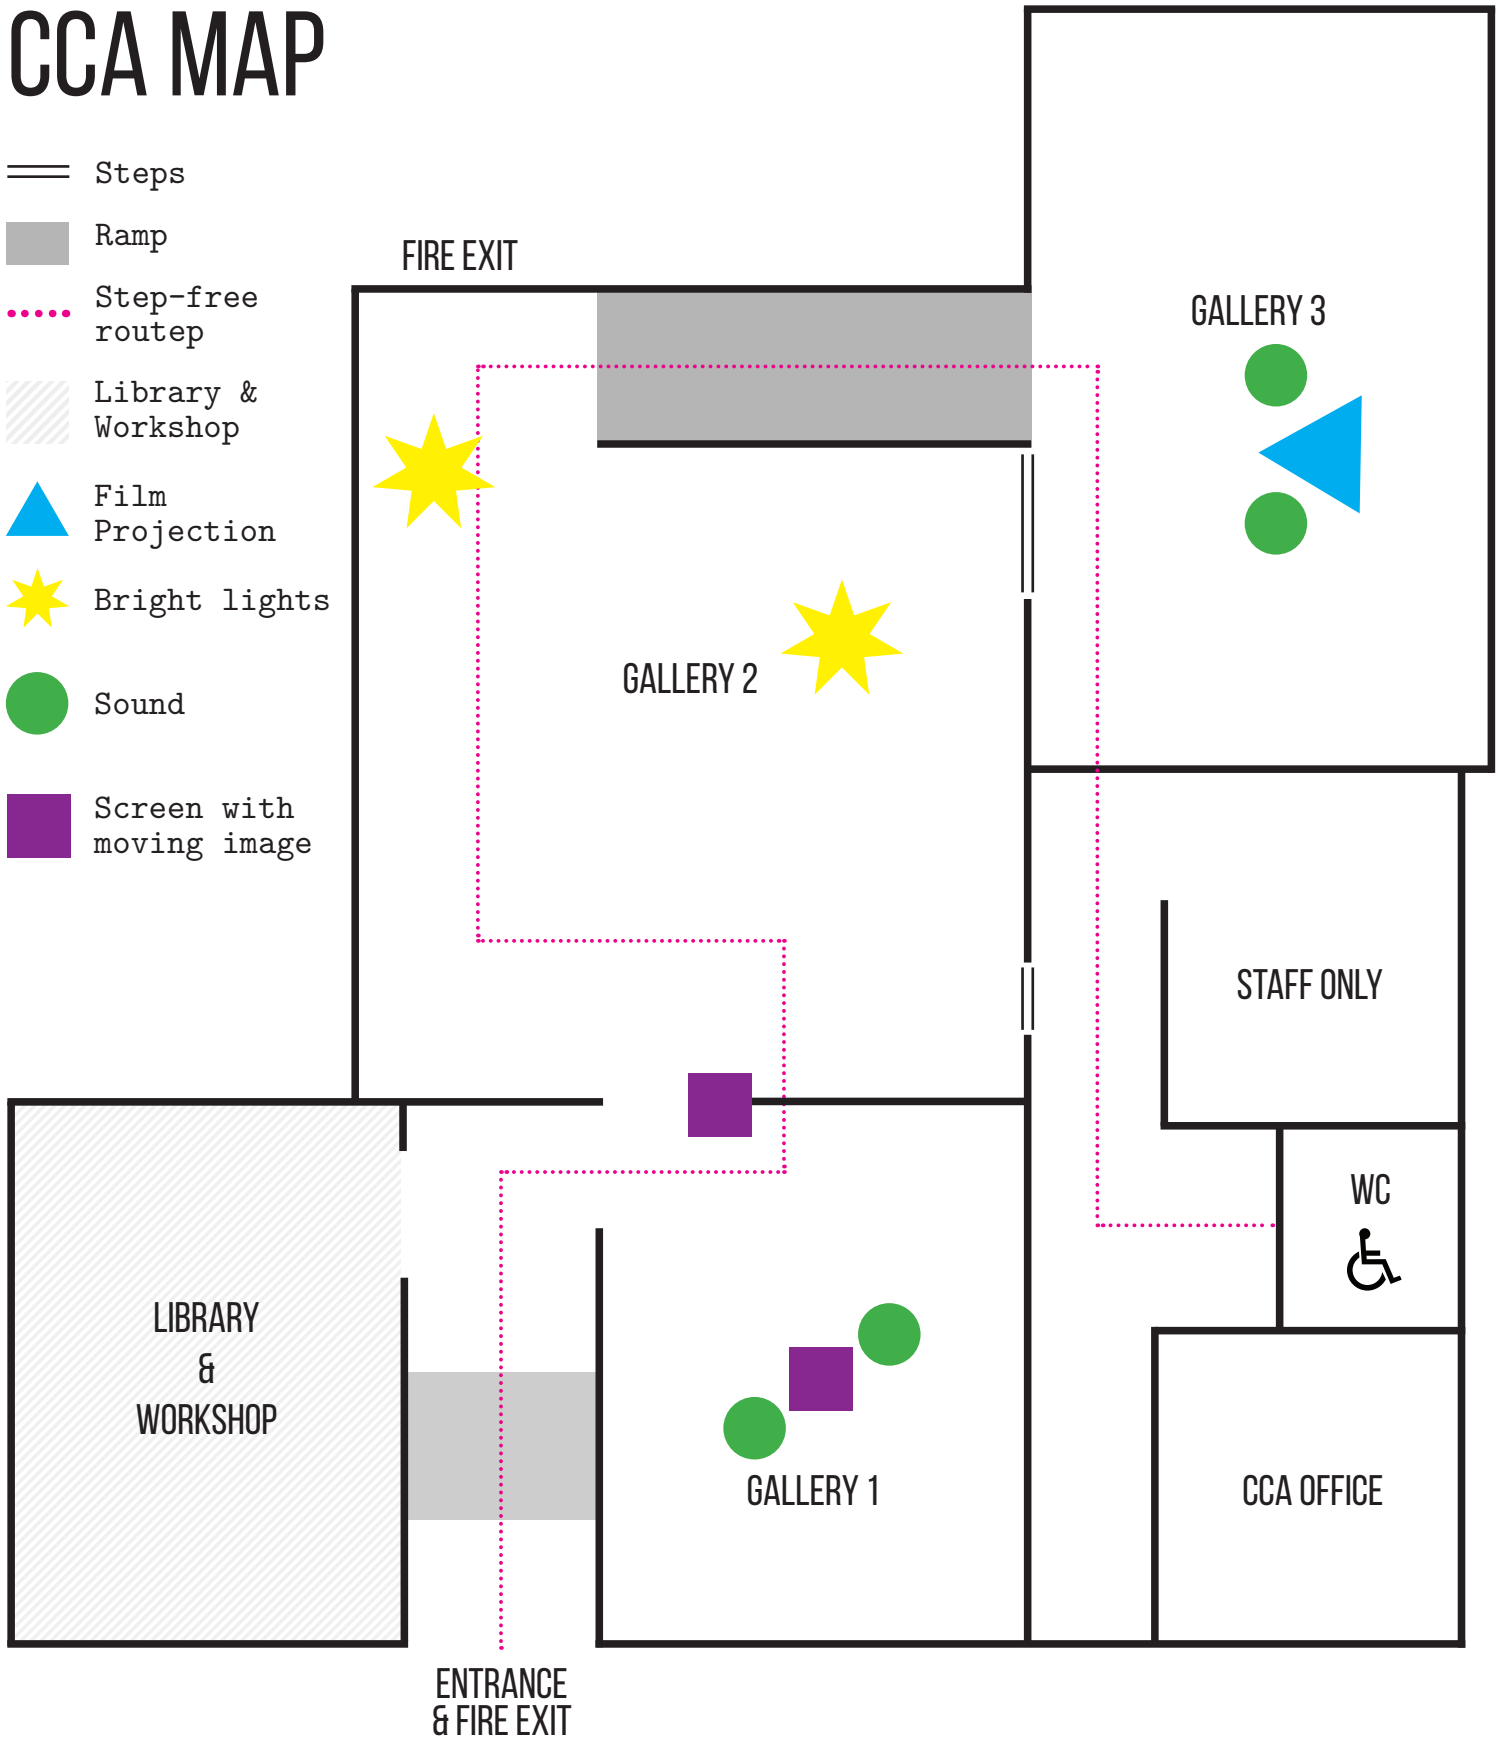 CCA MAP
Steps
Ramp
Step-free
routep
Library &
Workshop
Film
Projection
Bright lights
Sound
Screen with
moving image
FIRE EXIT
GALLERY 3
GALLERY 2
STAFF ONLY
WC
LIBRARY
&
WORKSHOP
GALLERY 1
CCA OFFICE
ENTRANCE
& FIRE EXIT